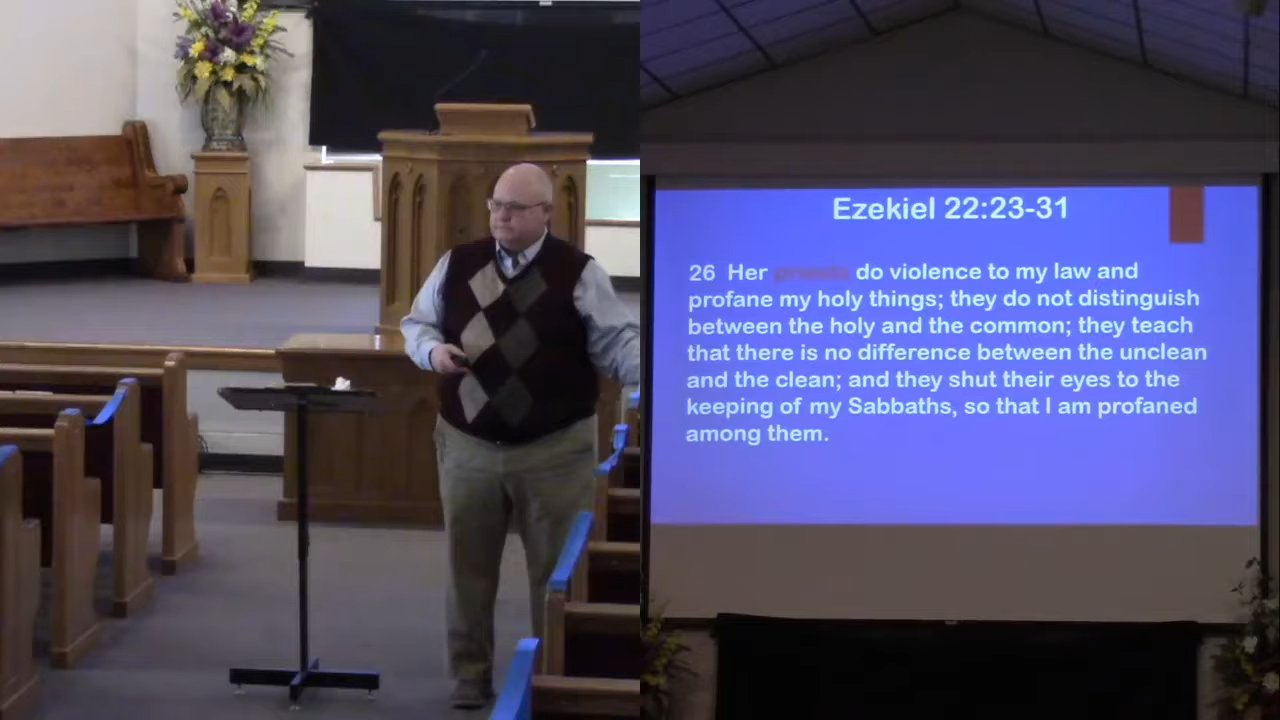 Ezekiel 22:23-31
26 Her priests do violence to my law and
profane my holy things; they do not distinguish
between the holy and the common; they teach
that there is no difference between the unclean
and the clean; and they shut their eyes to the
keeping of my Sabbaths, so that I am profaned
among them.